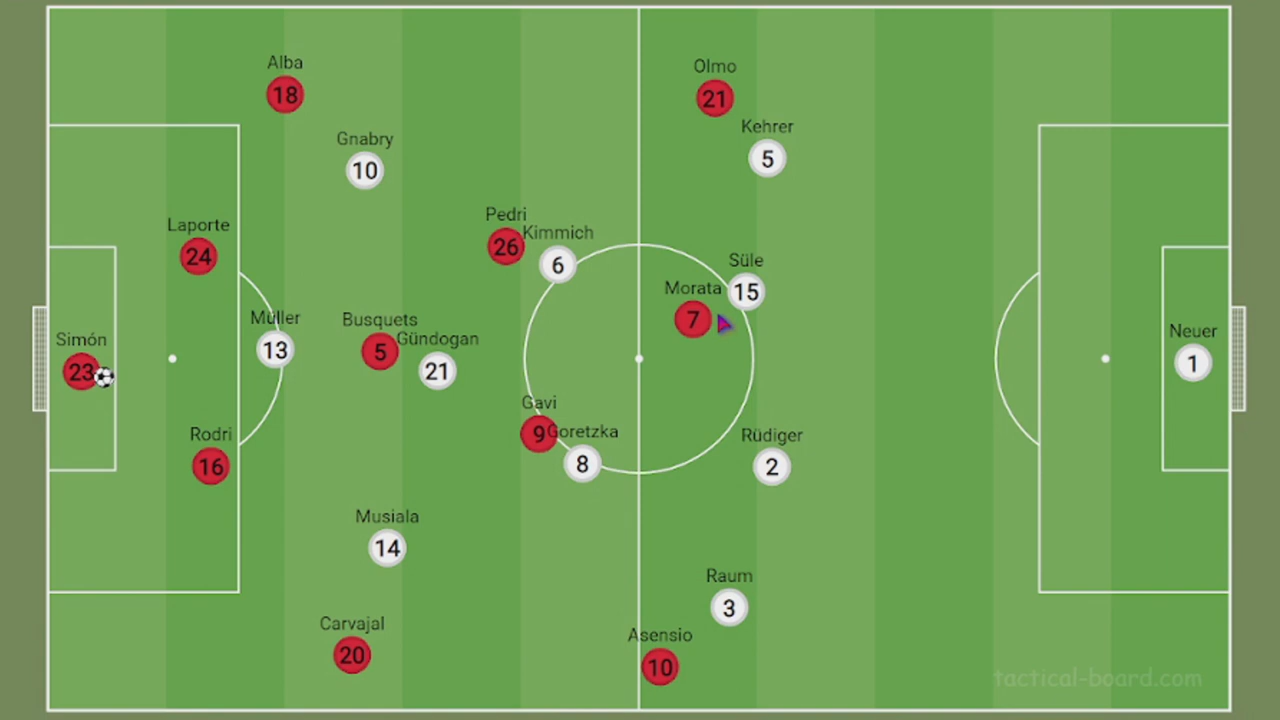 Alba
18
Olmo
21
Gnabry
10
Kehrer
5
Laporte
24
Pedri
26
Kimmich
6
Süle
15
Morata
7
Müller
13
Busquets
5
Gündogan
21
Simón
23
Neuer
1
Gavi
9
Goretzka
8
Rodri
16
Rüdiger
2
Musiala
14
Raum
3
Carvajal
20
Asensio
10
tactical-board.com